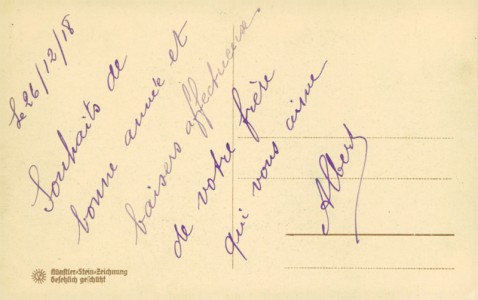 Le 26/12/18
Souhaits de
bonne année et
baisers affectueux
de votre frère
qui vous aime
Albert
Künstler-Stein-Zeichnung
Gesetzlich geschützt